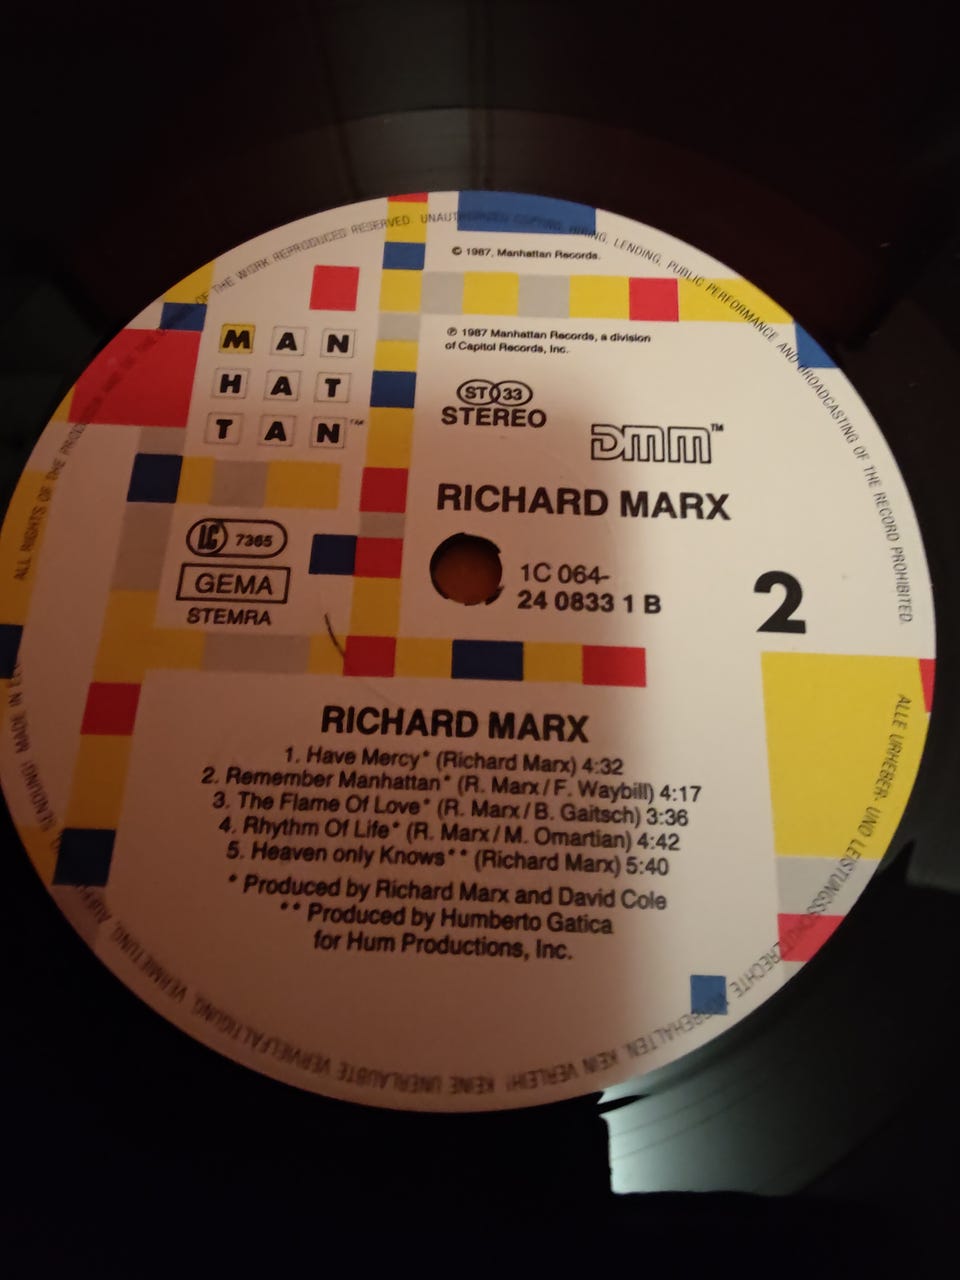 ALL RIGHTS OF THE OF THE WORK REPRODUCED RESERVED. UNAUTHORIZED COPYING, HIRING, LENDING, PUBLIC PERFORMANCE AND BROADCASTING OF THE RECORD PROHIBITED.
© 1987, Manhattan Records.
℗ 1987 Manhattan Records, a division
of Capitol Records, Inc.
MAN
HAT
TAN™
ST 33
STEREO
DMM™
RICHARD MARX
LC 7365
GEMA
STEMRA
1C 064-
24 0833 1 B
2
RICHARD MARX
1. Have Mercy* (Richard Marx) 4:32
2. Remember Manhattan* (R. Marx/F. Waybill) 4:17
3. The Flame Of Love* (R. Marx/B. Gaitsch) 3:36
4. Rhythm Of Life* (R. Marx/M. Omartian) 4:42
5. Heaven only Knows** (Richard Marx) 5:40
* Produced by Richard Marx and David Cole
** Produced by Humberto Gatica
for Hum Productions, Inc.
ALLE URHEBER- UND LEISTUNGSSCHUTZRECHTE VORBEHALTEN. KEIN VERLEIH! KEINE UNERLAUBTE VERVIELFÄLTIGUNG, VERMIETUNG, SENDUNG! MADE IN